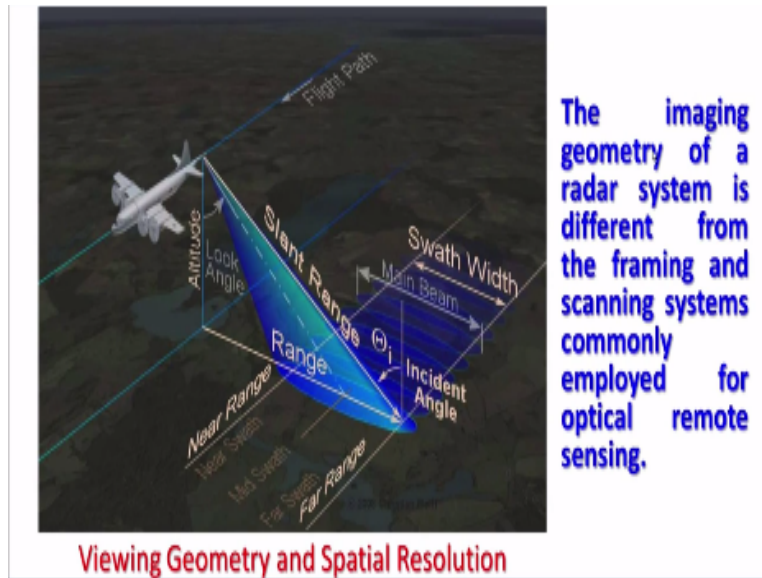 Flight Path
Altitude
Look
Angle
Slant Range
Swath Width
Main Beam
Range
Θi
Incident
Angle
Near Range
Near Swath
Mid Swath
Far Swath
Far Range
The imaging
geometry of a
radar system is
different from
the framing and
scanning systems
commonly
employed for
optical remote
sensing.
Viewing Geometry and Spatial Resolution